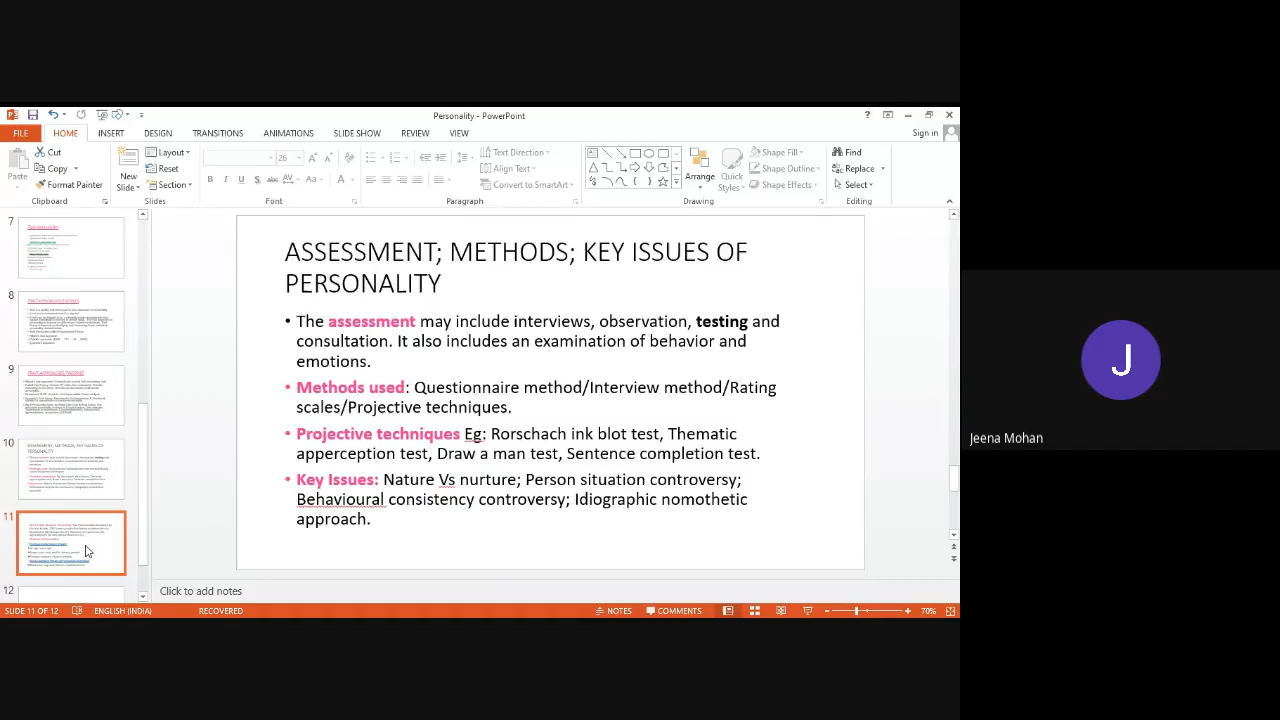 Personality - PowerPoint
Sign in
FILE HOME INSERT DESIGN TRANSITIONS ANIMATIONS SLIDE SHOW REVIEW VIEW
Paste
Cut
Copy
Format Painter
Clipboard
New
Slide
Layout
Reset
Section
Slides
26
Font
Text Direction
Align Text
Convert to SmartArt
Paragraph
Arrange
Quick
Styles
Shape Fill
Shape Outline
Shape Effects
Drawing
Find
Replace
Select
Editing
7
8
9
10
11
12
ASSESSMENT; METHODS; KEY ISSUES OF
PERSONALITY
• The assessment may include interviews, observation, testing and
consultation. It also includes an examination of behavior and
emotions.
• Methods used: Questionnaire method/Interview method/Rating
scales/Projective techniques.
• Projective techniques Eg. Rorschach ink blot test, Thematic
apperception test, Draw a man test, Sentence completion test.
• Key Issues: Nature Vs nurture; Person situation controversy;
Behavioural consistency controversy; Idiographic nomothetic
approach.
Click to add notes
SLIDE 11 OF 12 ENGLISH (INDIA) RECOVERED NOTES COMMENTS 70%
J
Jeena Mohan